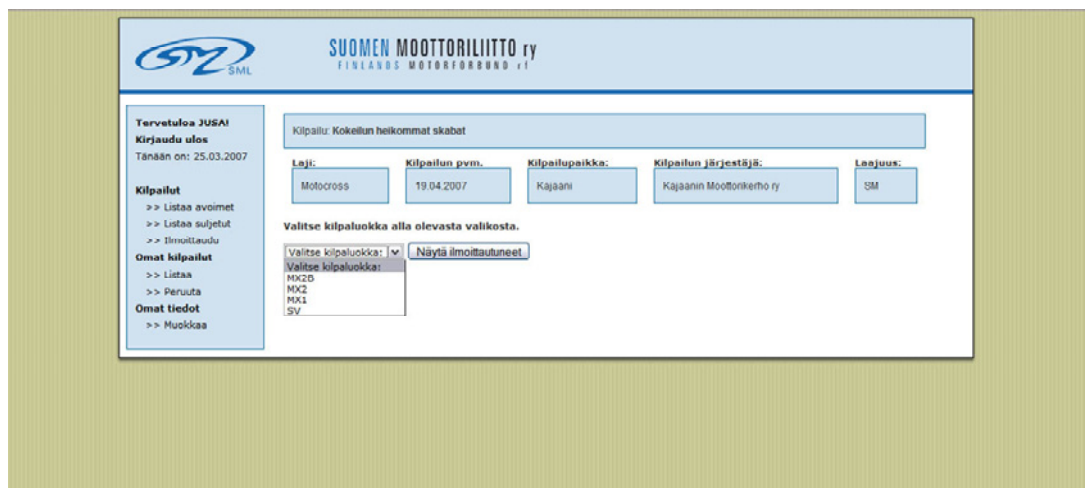 SML
SUOMEN MOOTTORILIITTO ry
FINLANDS MOTORFÖRBUND rf
Tervetuloa JUSA!
Kirjaudu ulos
Tänään on: 25.03.2007
Kilpailut
>> Listaa avoimet
>> Listaa suljetut
>> Ilmoittaudu
Omat kilpailut
>> Listaa
>> Peruuta
Omat tiedot
>> Muokkaa
Kilpailu: Kokeilun heikommat skabat
Laji: Kilpailun pvm. Kilpailupaikka: Kilpailun järjestäjä: Laajuus:
Motocross 19.04.2007 Kajaani Kajaanin Moottorikerho ry SM
Valitse kilpaluokka alla olevasta valikosta.
Valitse kilpaluokka: Näytä ilmoittautuneet
Valitse kilpaluokka:
MX2B
MX2
MX1
SV